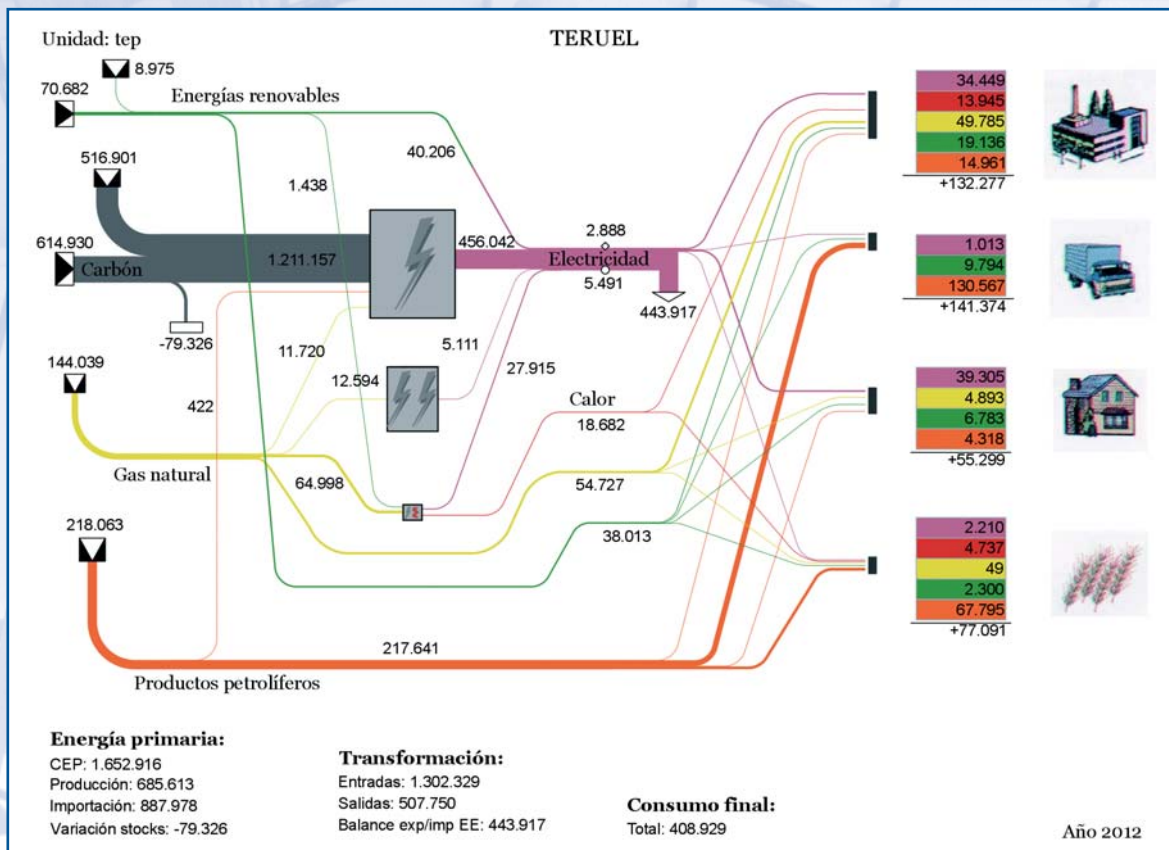 Unidad: tep
TERUEL
8.975
70.682
Energías renovables
40.206
1.438
516.901
614.930
Carbón
1.211.157
456.042
2.888
Electricidad
5.491
443.917
-79.326
144.039
11.720
5.111
12.594
27.915
422
Calor
18.682
Gas natural
64.998
54.727
38.013
218.063
217.641
Productos petrolíferos
34.449
13.945
49.785
19.136
14.961
+132.277
1.013
9.794
130.567
+141.374
39.305
4.893
6.783
4.318
+55.299
2.210
4.737
49
2.300
67.795
+77.091
Energía primaria:
CEP: 1.652.916
Producción: 685.613
Importación: 887.978
Variación stocks: -79.326
Transformación:
Entradas: 1.302.329
Salidas: 507.750
Balance exp/imp EE: 443.917
Consumo final:
Total: 408.929
Año 2012